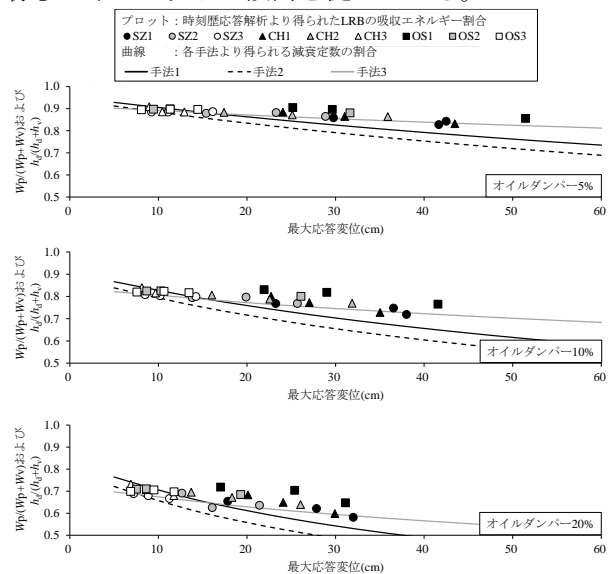 プロット：時刻歴応答解析より得られたLRBの吸収エネルギー割合
SZ1 SZ2 SZ3 CH1 CH2 CH3 OS1 OS2 OS3
曲線　：各手法より得られる減衰定数の割合
手法1 手法2 手法3
Wp/(Wp+Wv)および
hd/(hd+hv)
1.0
0.9
0.8
0.7
0.6
0.5
オイルダンパー5%
0 10 20 30 40 50 60
最大応答変位(cm)
Wp/(Wp+Wv)および
hd/(hd+hv)
1.0
0.9
0.8
0.7
0.6
0.5
オイルダンパー10%
0 10 20 30 40 50 60
最大応答変位(cm)
Wp/(Wp+Wv)および
hd/(hd+hv)
1.0
0.9
0.8
0.7
0.6
0.5
オイルダンパー20%
0 10 20 30 40 50 60
最大応答変位(cm)